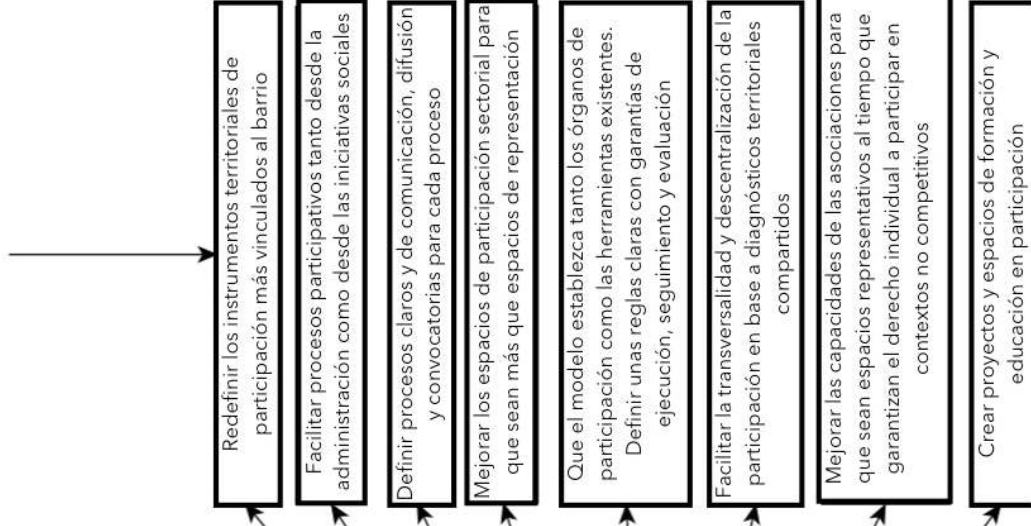 Redefinir los instrumentos territoriales de
participación más vinculados al barrio
Facilitar procesos participativos tanto desde la
administración como desde las iniciativas sociales
Definir procesos claros y de comunicación, difusión
y convocatorias para cada proceso
Mejorar los espacios de participación sectorial para
que sean más que espacios de representación
Que el modelo establezca tanto los órganos de
participación como las herramientas existentes.
Definir unas reglas claras con garantías de
ejecución, seguimiento y evaluación
Facilitar la transversalidad y descentralización de la
participación en base a diagnósticos territoriales
compartidos
Mejorar las capacidades de las asociaciones para
que sean espacios representativos al tiempo que
garantizan el derecho individual a participar en
contextos no competitivos
Crear proyectos y espacios de formación y
educación en participación